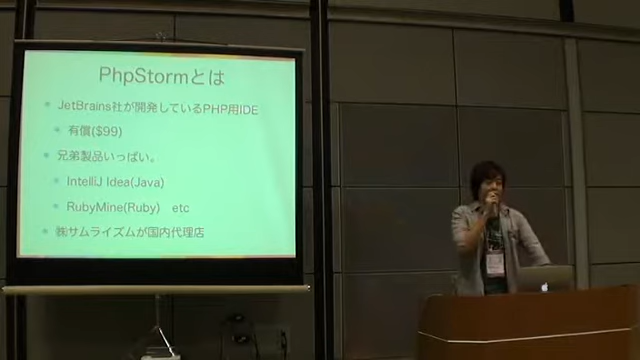 PhpStormとは
JetBrains社が開発しているPHP用IDE
有償($99)
兄弟製品いっぱい。
IntelliJ Idea(Java)
RubyMine(Ruby) etc
㈱サムライズムが国内代理店